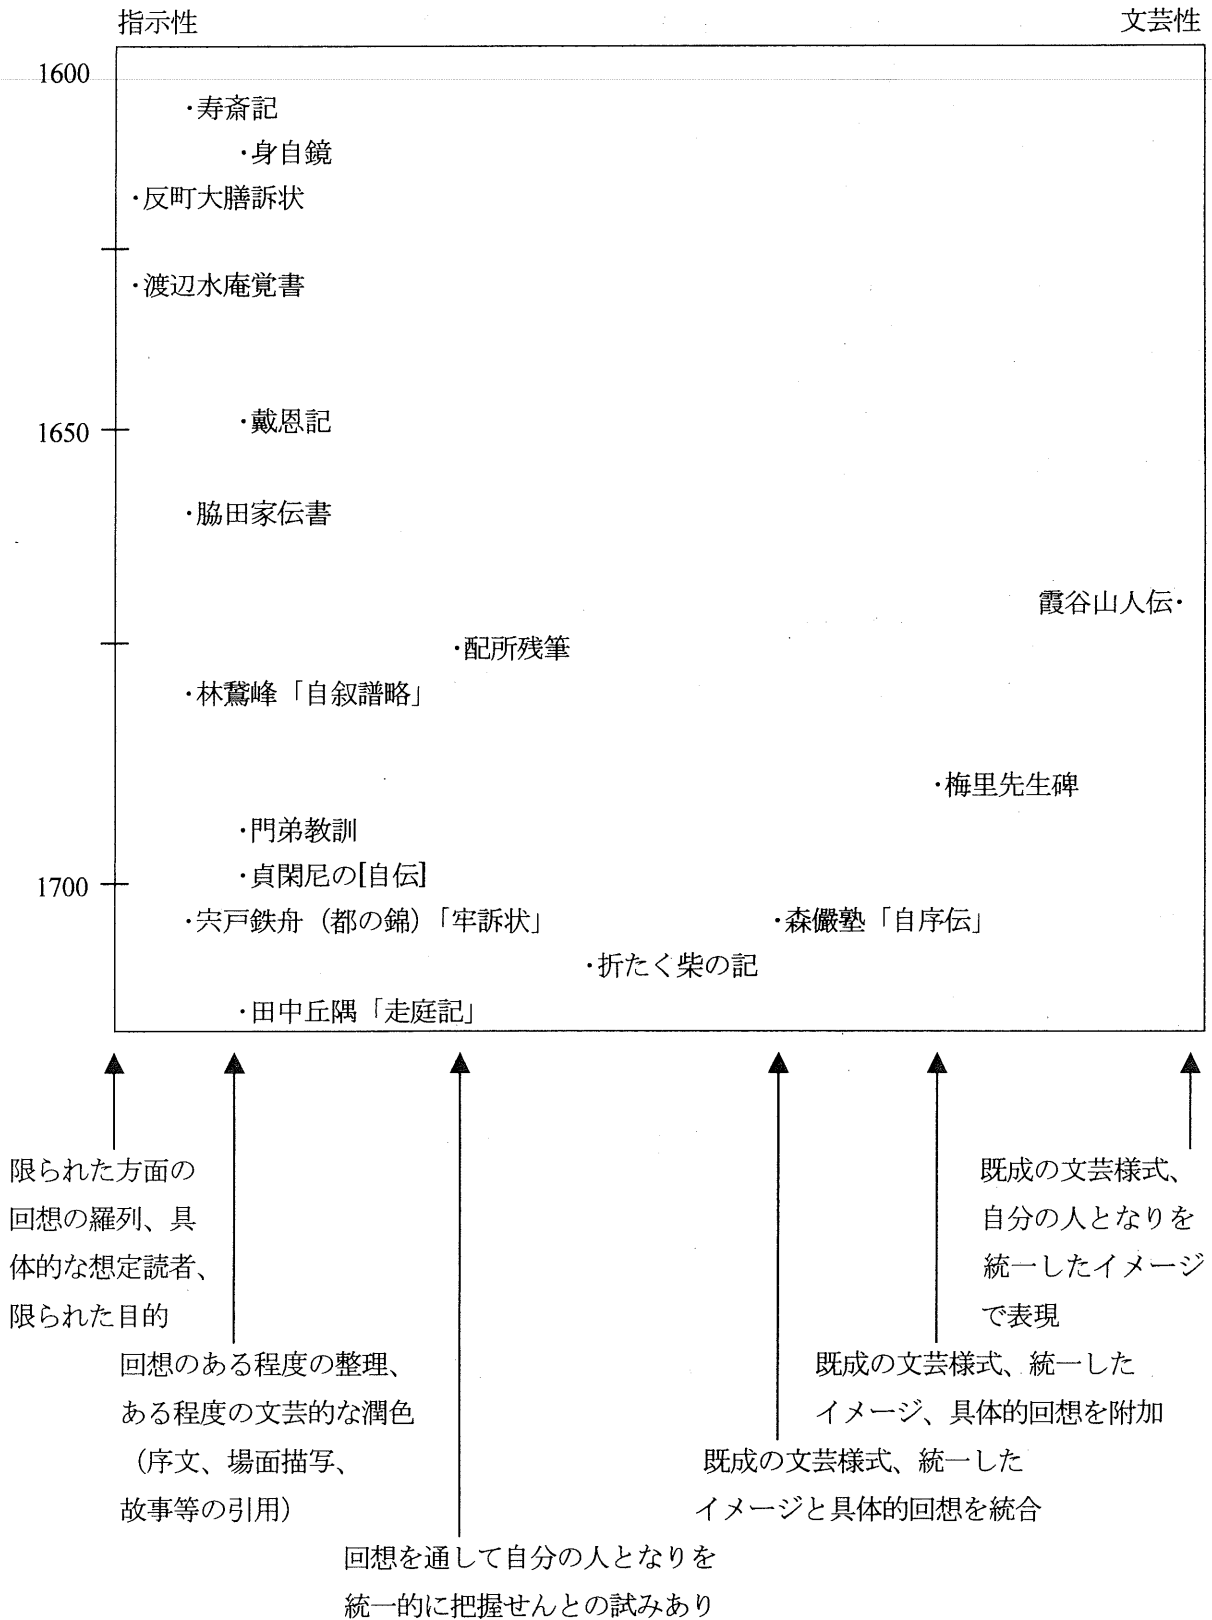 指示性 文芸性
1600
・寿斎記
・身自鏡
・反町大膳訴状
・渡辺水庵覚書
1650
・戴恩記
・脇田家伝書
霞谷山人伝・
・配所残筆
・林鵞峰「自叙譜略」
・梅里先生碑
・門弟教訓
1700
・貞閑尼の[自伝]
・宍戸鉄舟（都の錦）「牢訴状」 ・森儼塾「自序伝」
・折たく柴の記
・田中丘隅「走庭記」
限られた方面の
回想の羅列、具
体的な想定読者、
限られた目的
回想のある程度の整理、
ある程度の文芸的な潤色
（序文、場面描写、
故事等の引用）
回想を通して自分の人となりを
統一的に把握せんとの試みあり
既成の文芸様式、統一した
イメージと具体的回想を統合
既成の文芸様式、統一した
イメージ、具体的回想を附加
既成の文芸様式、
自分の人となりを
統一したイメージ
で表現